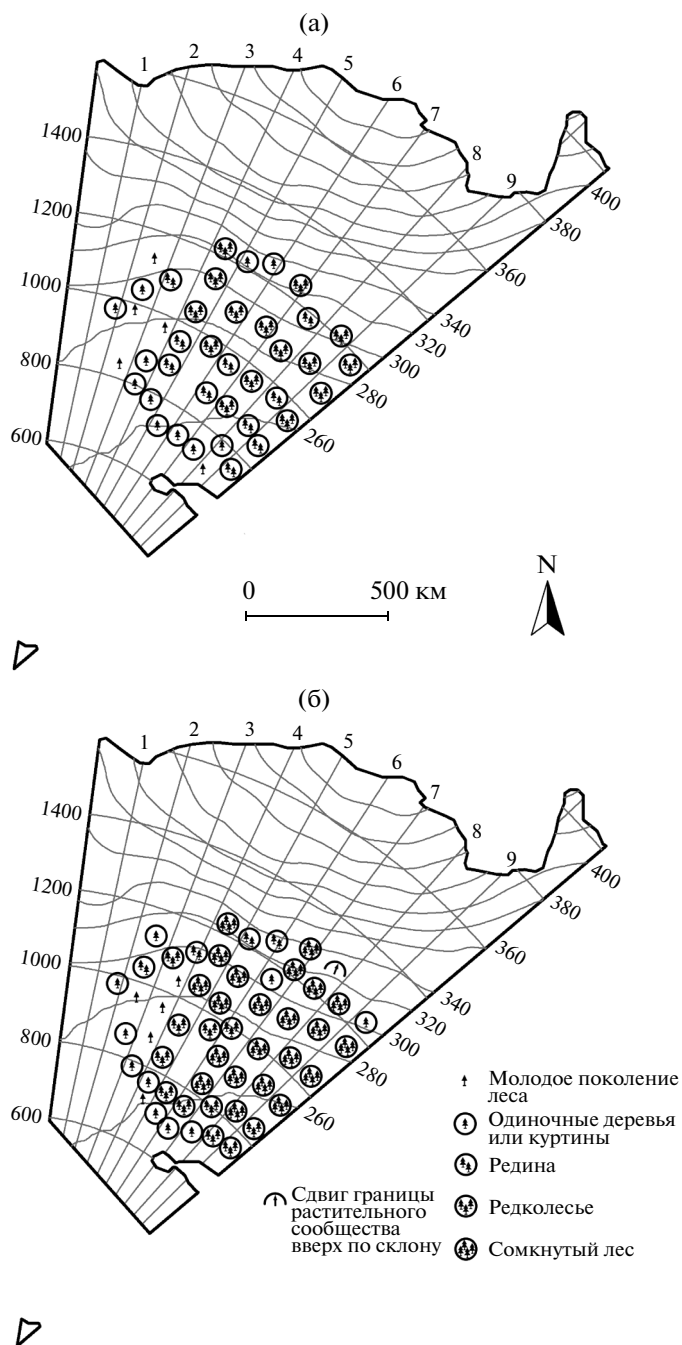 (а)
1
2
3
4
5
6
7
8
9
1400
1200
1000
800
600
400
380
360
340
320
300
280
260
0 500 км
N
(б)
1
2
3
4
5
6
7
8
9
1400
1200
1000
800
600
400
380
360
340
320
300
280
260
Молодое поколение
леса
Одиночные деревья
или куртины
Редина
Редколесье
Сомкнутый лес
Сдвиг границы
растительного
сообщества
вверх по склону